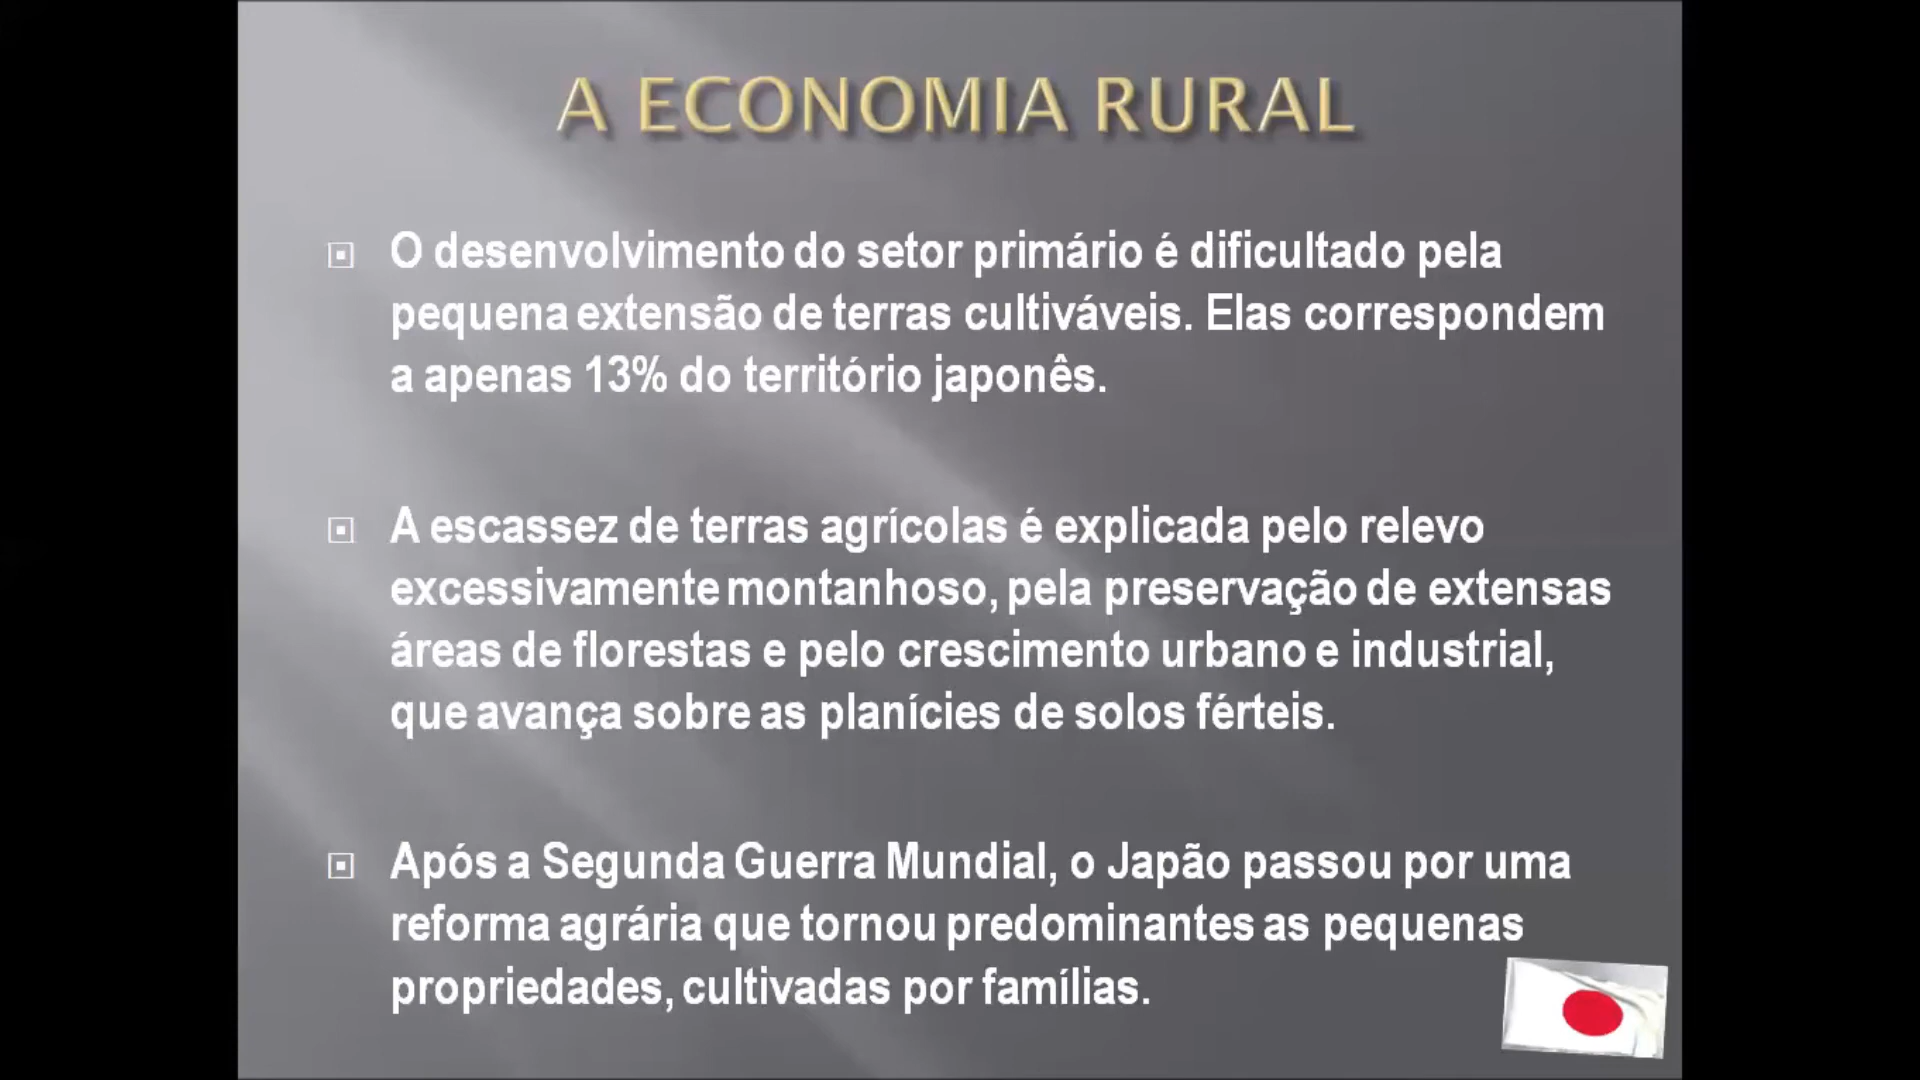 A ECONOMIA RURAL
O desenvolvimento do setor primário é dificultado pela
pequena extensão de terras cultiváveis. Elas correspondem
a apenas 13% do território japonês.
A escassez de terras agrícolas é explicada pelo relevo
excessivamente montanhoso, pela preservação de extensas
áreas de florestas e pelo crescimento urbano e industrial,
que avança sobre as planícies de solos férteis.
Após a Segunda Guerra Mundial, o Japão passou por uma
reforma agrária que tornou predominantes as pequenas
propriedades, cultivadas por famílias.